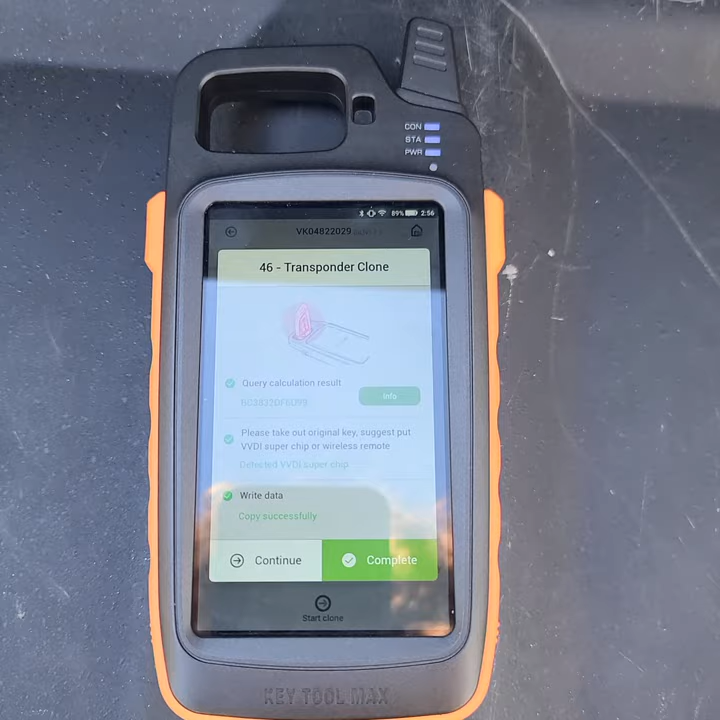 CON
STA
PWR
89% 2:56
VK04822029
46 - Transponder Clone
Query calculation result
Info
Please take out original key, suggest put
VVDI super chip or wireless remote
Detected VVDI super chip
Write data
Copy successfully
Continue
Complete
Start clone
KEY TOOL MAX